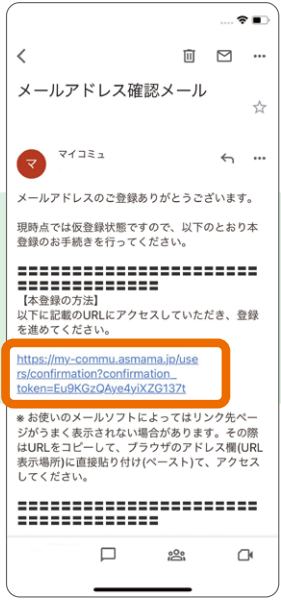 メールアドレス確認メール
マ
マイコミュ
メールアドレスのご登録ありがとうございます。
現時点では仮登録状態ですので、以下のとおり本
登録のお手続きを行ってください。
〓〓〓〓〓〓〓〓〓〓〓〓〓〓〓〓〓〓〓〓
〓〓〓〓〓〓〓〓〓〓〓〓
【本登録の方法】
以下に記載のURLにアクセスしていただき、登録
を進めてください。
https://my-commu.asmama.jp/use
rs/confirmation?confirmation_
token=Eu9KGzQAye4yiXZG137t
※ お使いのメールソフトによってはリンク先ペー
ジがうまく表示されない場合があります。その際
はURLをコピーして、ブラウザのアドレス欄(URL
表示場所)に直接貼り付け(ペースト)て、アクセス
してください。
〓〓〓〓〓〓〓〓〓〓〓〓〓〓〓〓〓〓〓〓
〓〓〓〓〓〓〓〓〓〓〓〓